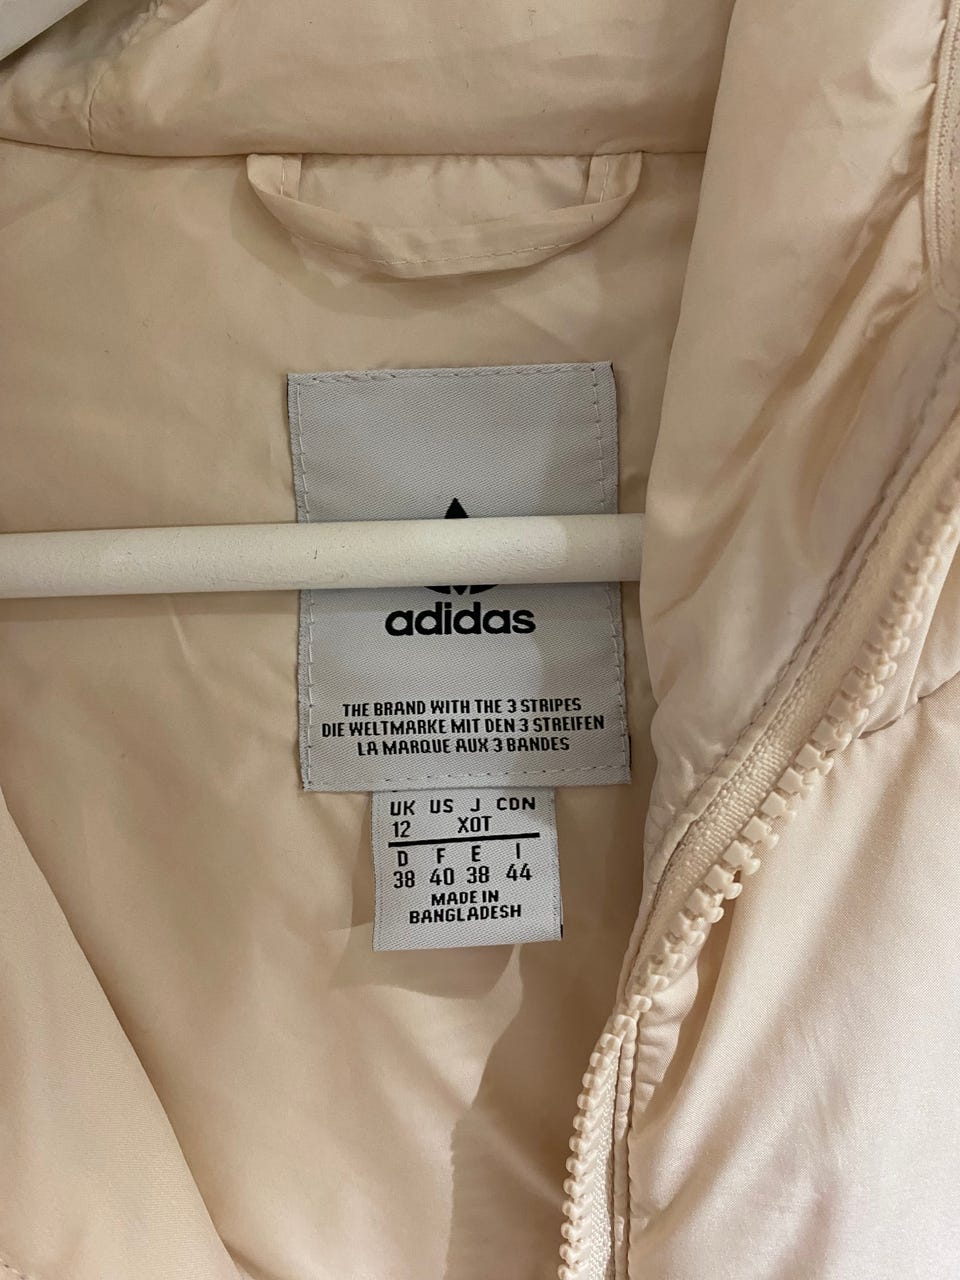 adidas
THE BRAND WITH THE 3 STRIPES
DIE WELTMARKE MIT DEN 3 STREIFEN
LA MARQUE AUX 3 BANDES
UK US J CDN
12 XOT
D F E I
38 40 38 44
MADE IN
BANGLADESH